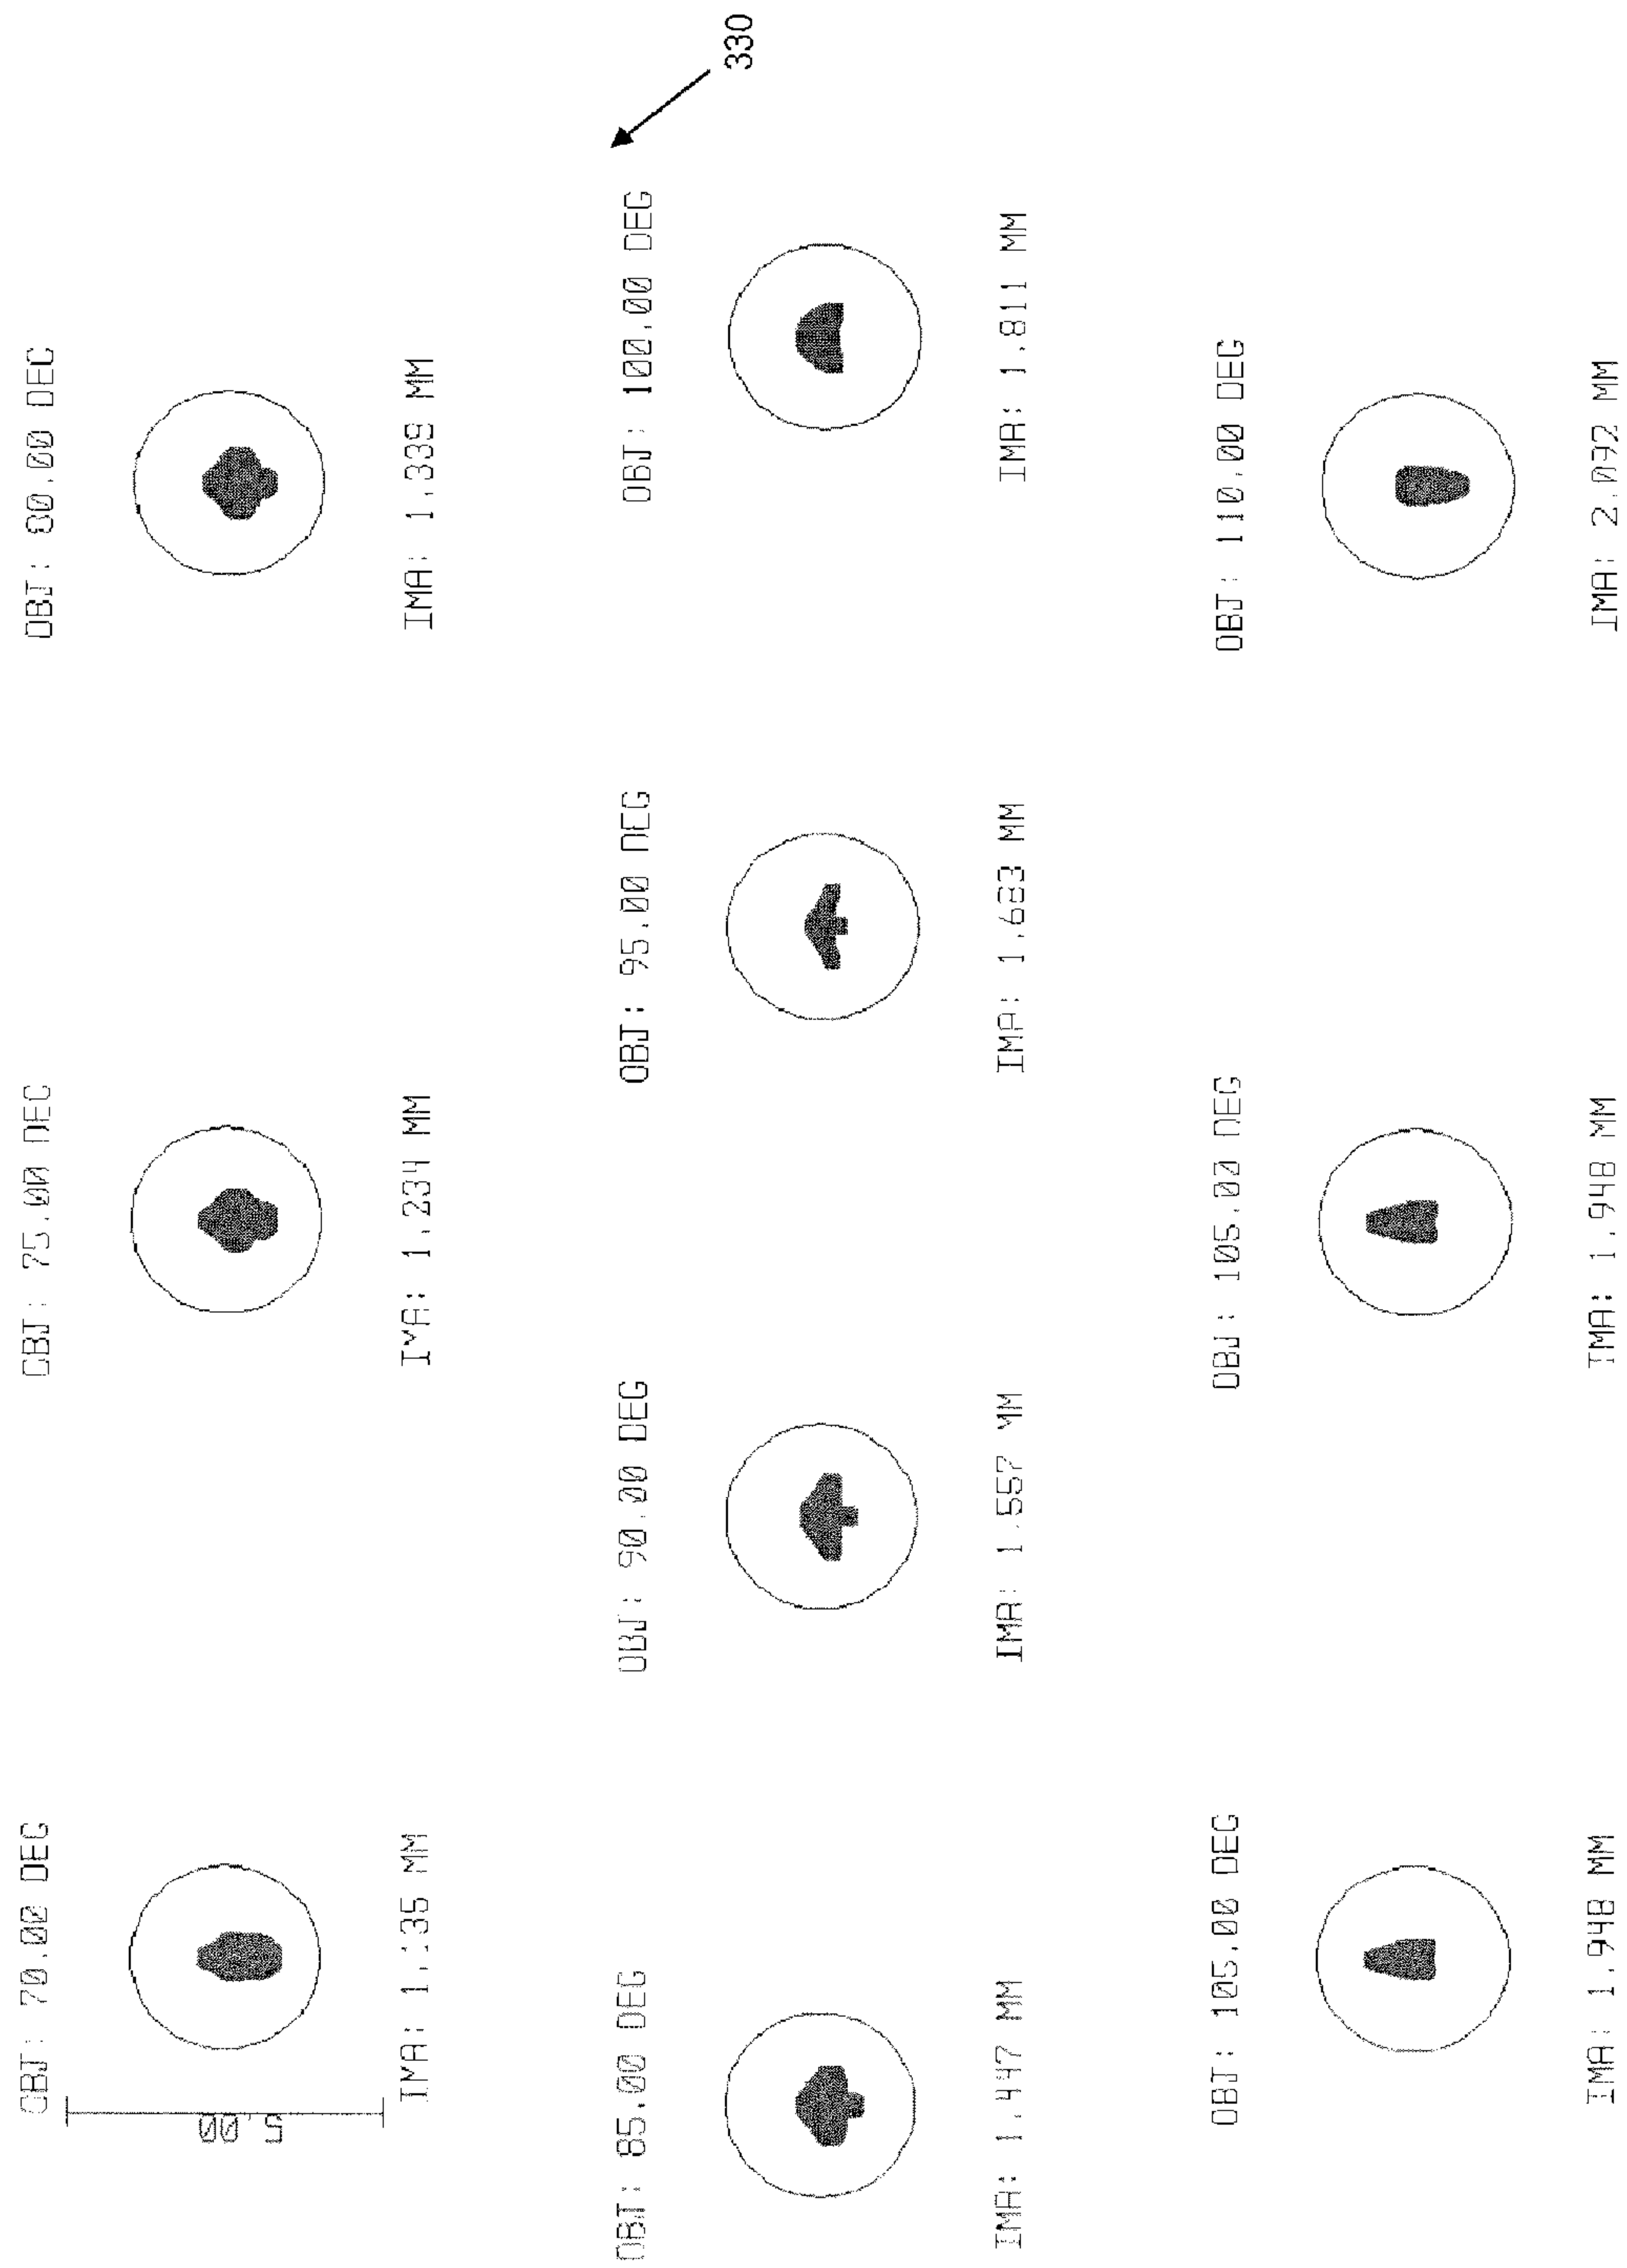 OBJ: 70.00 DEG
OBJ: 75.00 DEG
OBJ: 80.00 DEG
5.00
IMA: 1.135 MM
IMA: 1.234 MM
IMA: 1.339 MM
330
OBJ: 85.00 DEG
OBJ: 90.00 DEG
OBJ: 95.00 DEG
OBJ: 100.00 DEG
IMA: 1.447 MM
IMA: 1.557 MM
IMA: 1.683 MM
IMA: 1.811 MM
OBJ: 105.00 DEG
OBJ: 105.00 DEG
OBJ: 110.00 DEG
IMA: 1.948 MM
IMA: 1.948 MM
IMA: 2.092 MM